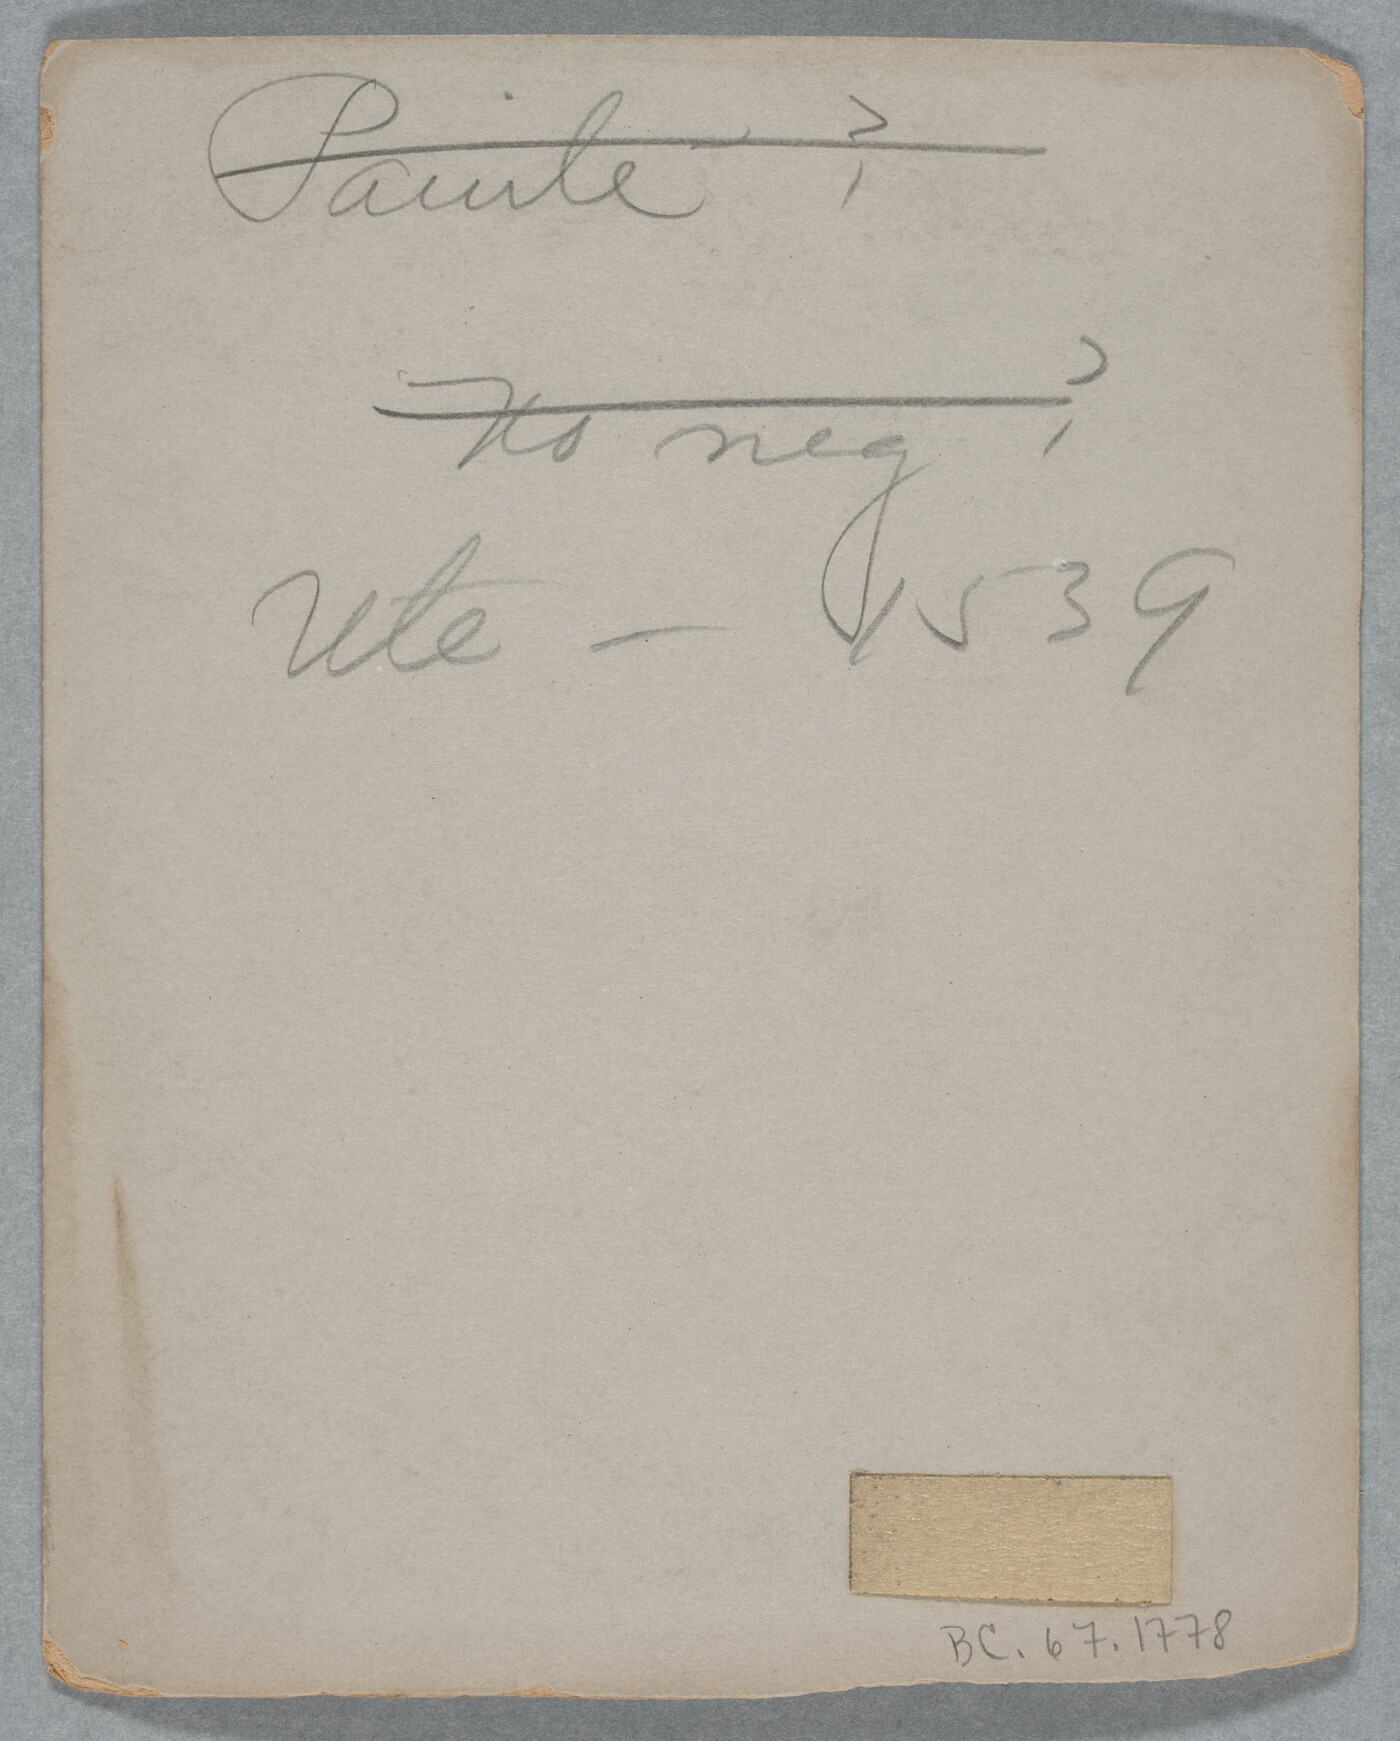 Paiute ?
No neg ?
Ute — 1539
BC. 67.1778